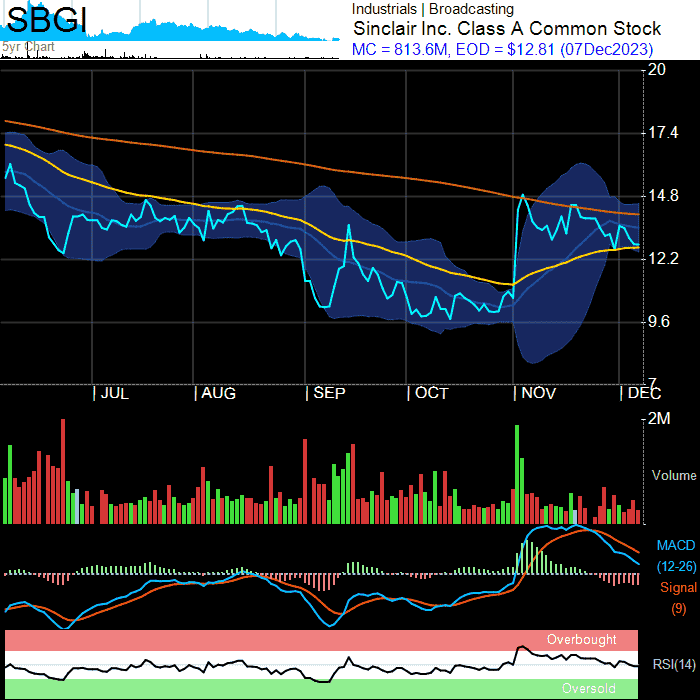 SBGI
5yr Chart
Industrials | Broadcasting
Sinclair Inc. Class A Common Stock
MC = 813.6M, EOD = $12.81 (07Dec2023)
20
17.4
14.8
12.2
9.6
7
| JUL | AUG | SEP | OCT | NOV | DEC
2M
Volume
MACD
(12-26)
Signal
(9)
Overbought
RSI(14)
Oversold